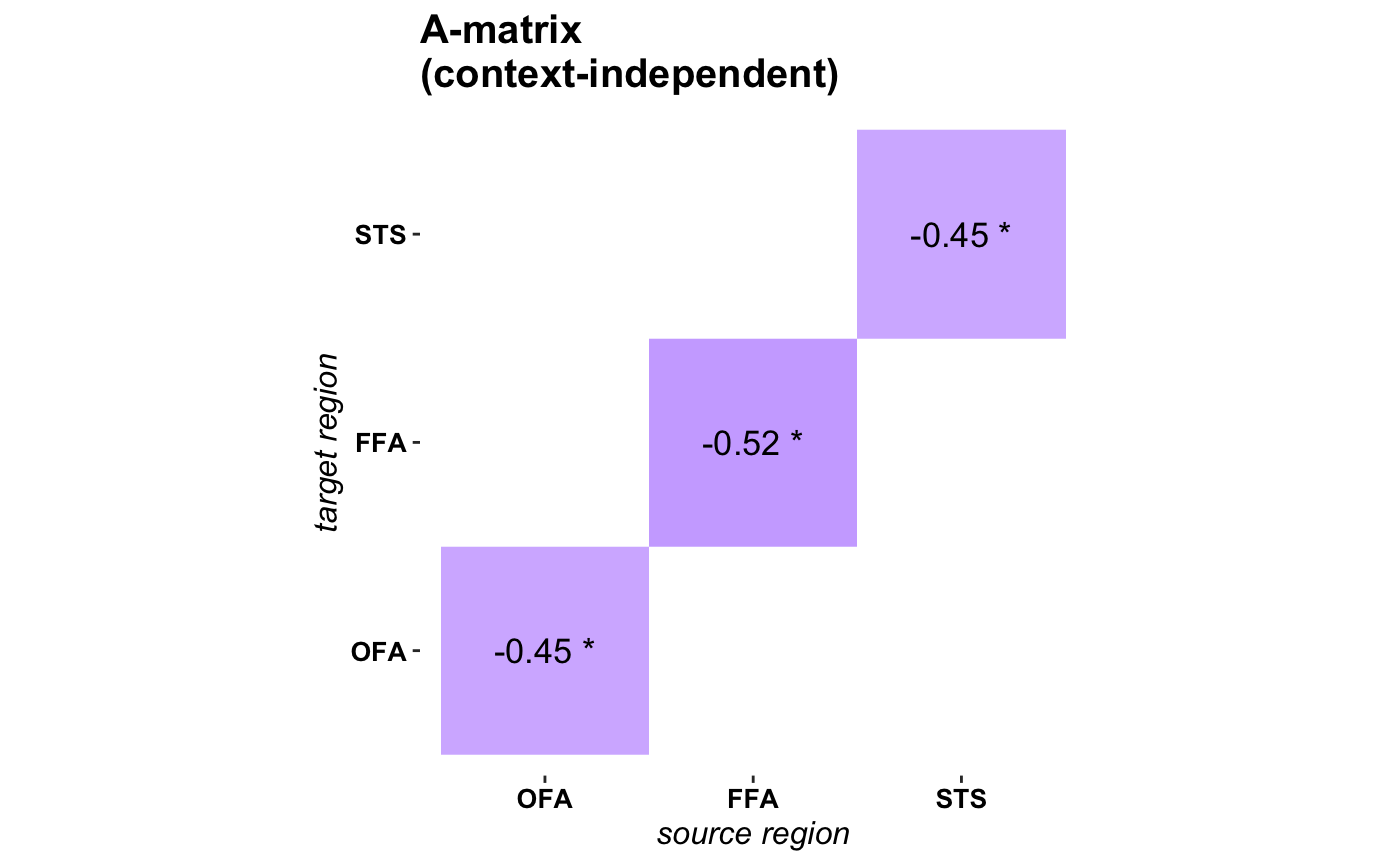 A-matrix
(context-independent)
STS
-0.45 *
target region
FFA
-0.52 *
OFA
-0.45 *
OFA FFA STS
source region